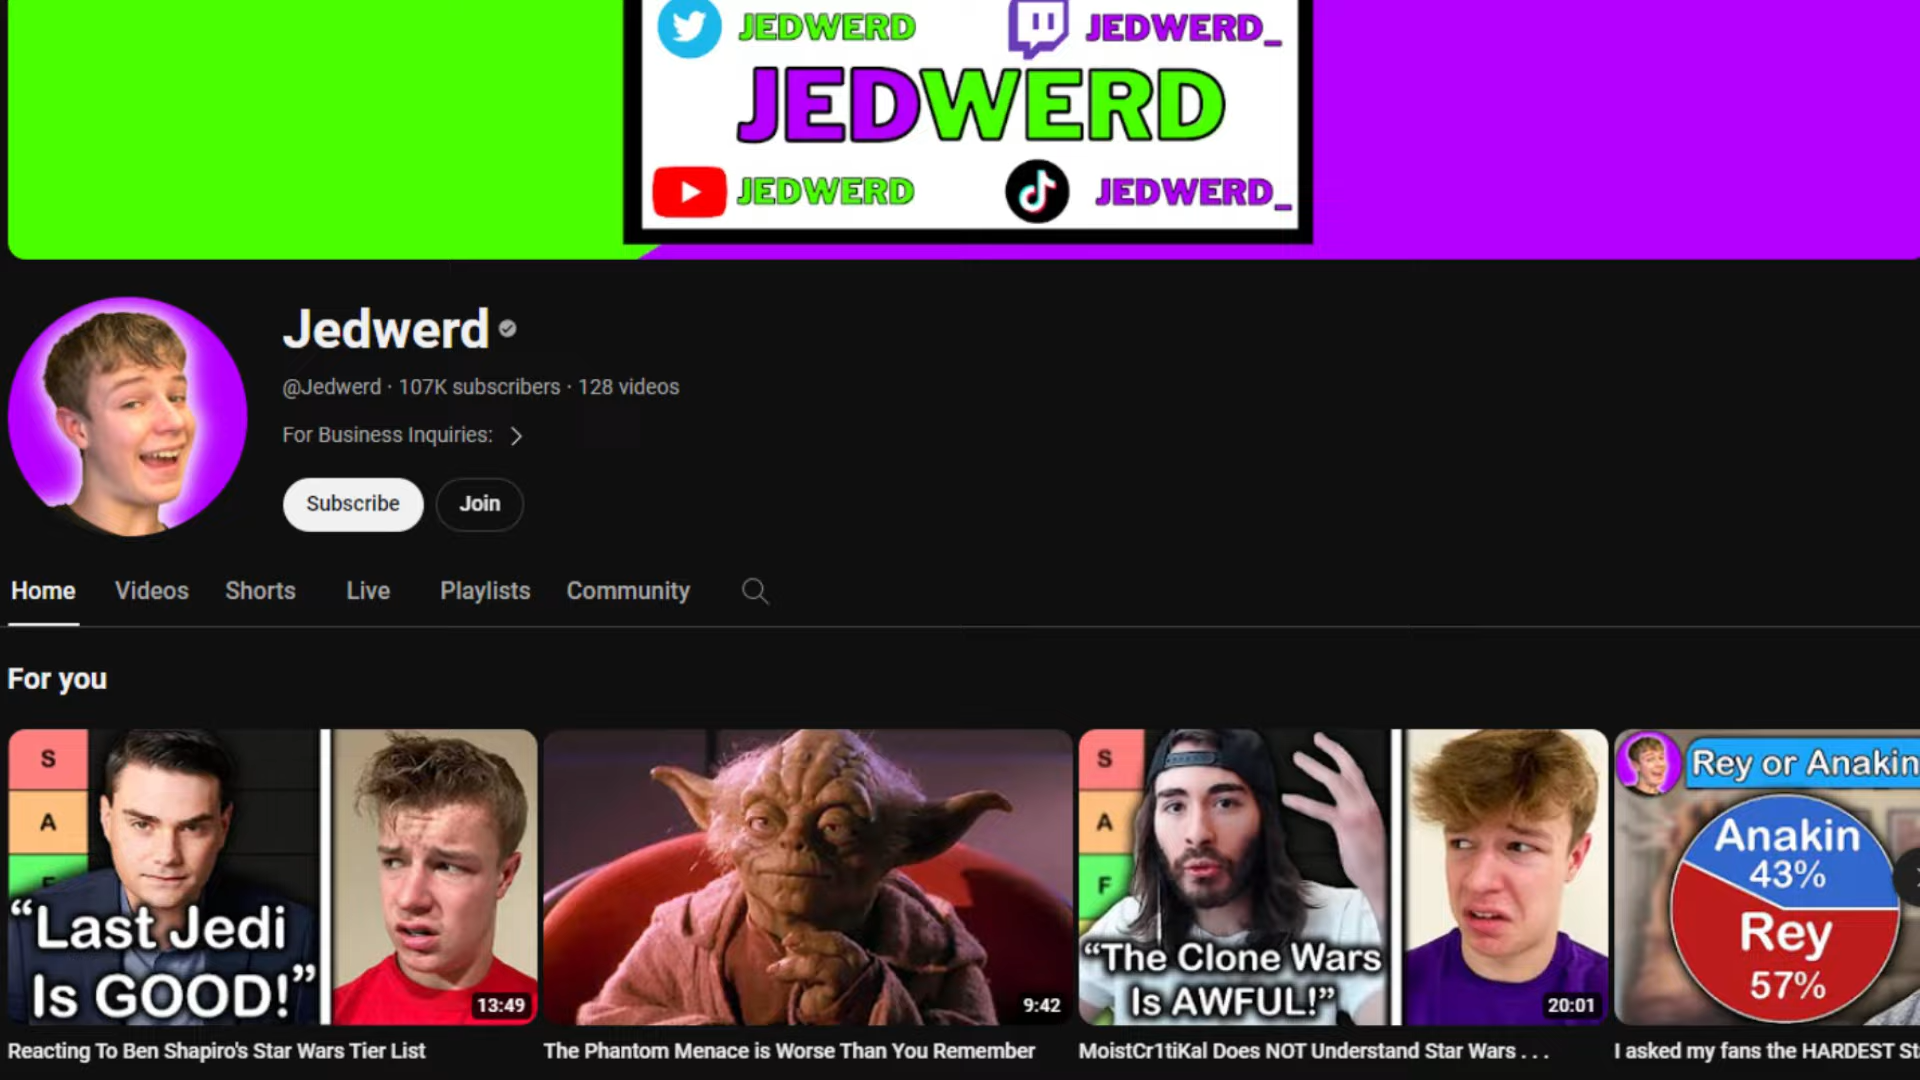 JEDWERD
JEDWERD_
JEDWERD
JEDWERD
JEDWERD_
Jedwerd
@Jedwerd · 107K subscribers · 128 videos
For Business Inquiries:
Subscribe
Join
Home
Videos
Shorts
Live
Playlists
Community
For you
S
A
“Last Jedi
Is GOOD!”
13:49
Reacting To Ben Shapiro's Star Wars Tier List
9:42
The Phantom Menace is Worse Than You Remember
S
A
F
“The Clone Wars
Is AWFUL!”
20:01
MoistCr1tiKal Does NOT Understand Star Wars . . .
Rey or Anakin
Anakin
43%
Rey
57%
I asked my fans the HARDEST